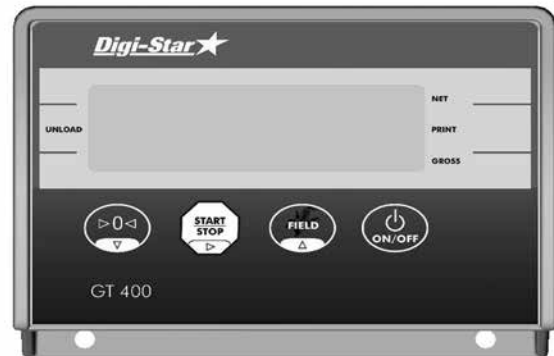 Digi-Star
NET
UNLOAD
PRINT
GROSS
0
START
STOP
FIELD
ON/OFF
GT 400